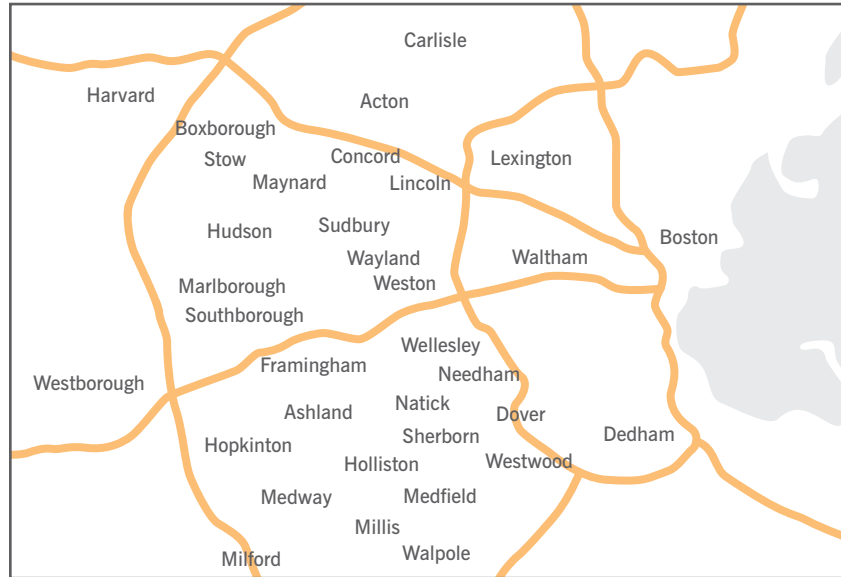 Carlisle
Harvard
Acton
Boxborough
Concord
Lexington
Stow
Maynard
Lincoln
Hudson
Sudbury
Boston
Wayland
Waltham
Marlborough
Weston
Southborough
Wellesley
Framingham
Needham
Westborough
Natick
Ashland
Dover
Dedham
Sherborn
Hopkinton
Holliston
Westwood
Medway
Medfield
Millis
Walpole
Milford